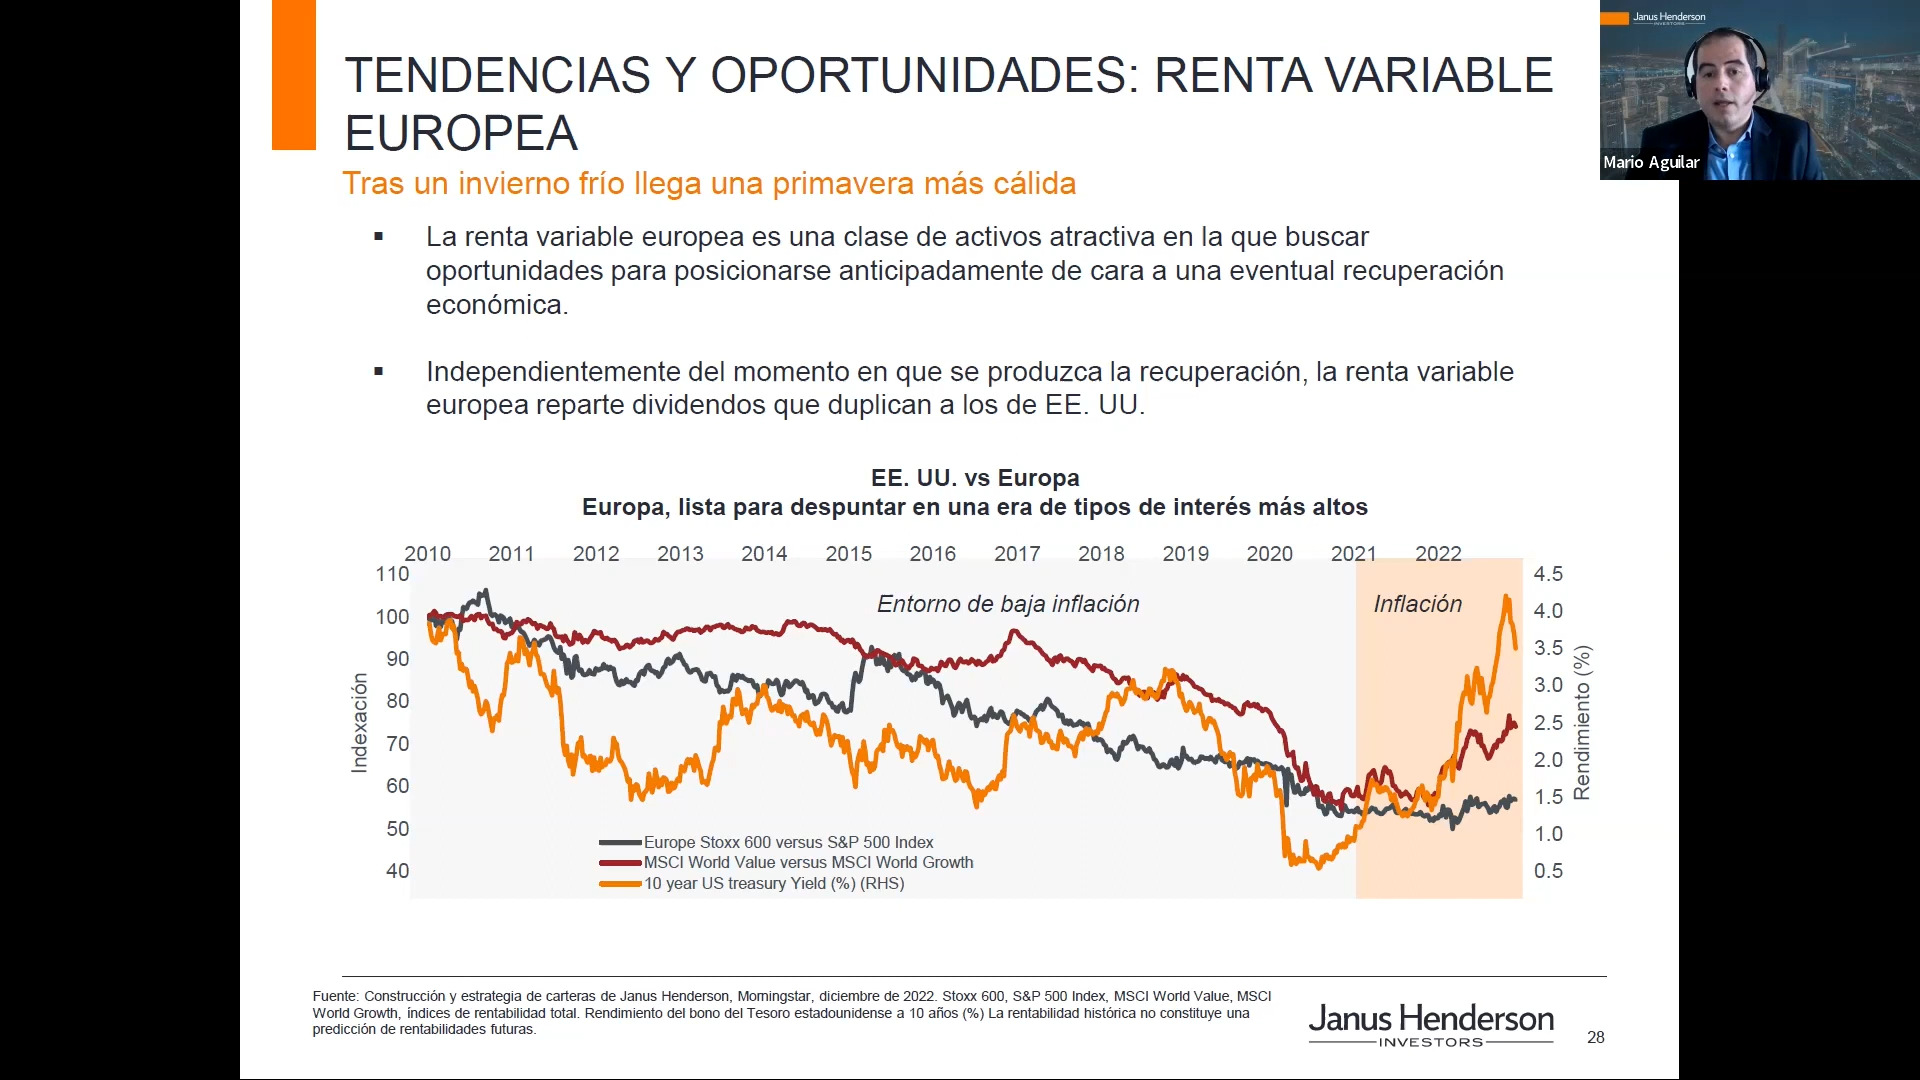 TENDENCIAS Y OPORTUNIDADES: RENTA VARIABLE
EUROPEA
Tras un invierno frío llega una primavera más cálida
▪ La renta variable europea es una clase de activos atractiva en la que buscar
oportunidades para posicionarse anticipadamente de cara a una eventual recuperación
económica.
▪ Independientemente del momento en que se produzca la recuperación, la renta variable
europea reparte dividendos que duplican a los de EE. UU.
EE. UU. vs Europa
Europa, lista para despuntar en una era de tipos de interés más altos
2010 2011 2012 2013 2014 2015 2016 2017 2018 2019 2020 2021 2022
110
100
90
80
70
60
50
40
Indexación
Entorno de baja inflación
Inflación
4.5
4.0
3.5
3.0
2.5
2.0
1.5
1.0
0.5
Rendimiento (%)
Europe Stoxx 600 versus S&P 500 Index
MSCI World Value versus MSCI World Growth
10 year US treasury Yield (%) (RHS)
Fuente: Construcción y estrategia de carteras de Janus Henderson, Morningstar, diciembre de 2022. Stoxx 600, S&P 500 Index, MSCI World Value, MSCI
World Growth, índices de rentabilidad total. Rendimiento del bono del Tesoro estadounidense a 10 años (%) La rentabilidad histórica no constituye una
predicción de rentabilidades futuras.
Janus Henderson
INVESTORS
28
Janus Henderson
INVESTORS
Mario Aguilar